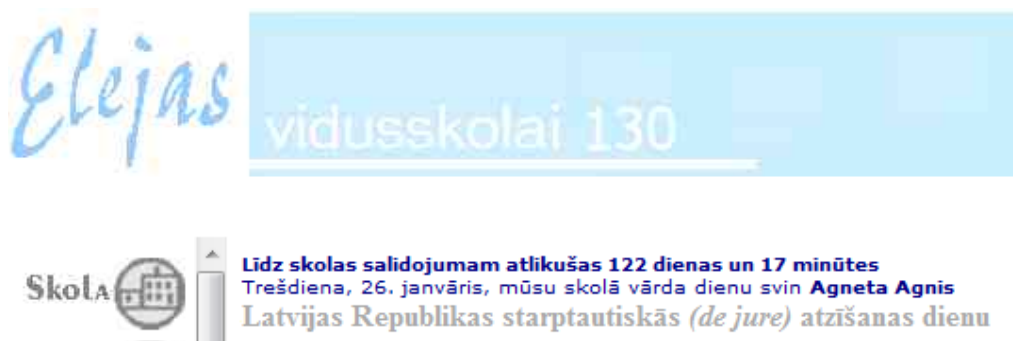 Elejas
vidusskolai 130
Skola
Līdz skolas salidojumam atlikušas 122 dienas un 17 minūtes
Trešdiena, 26. janvāris, mūsu skolā vārda dienu svin Agneta Agnis
Latvijas Republikas starptautiskās (de jure) atzīšanas dienu